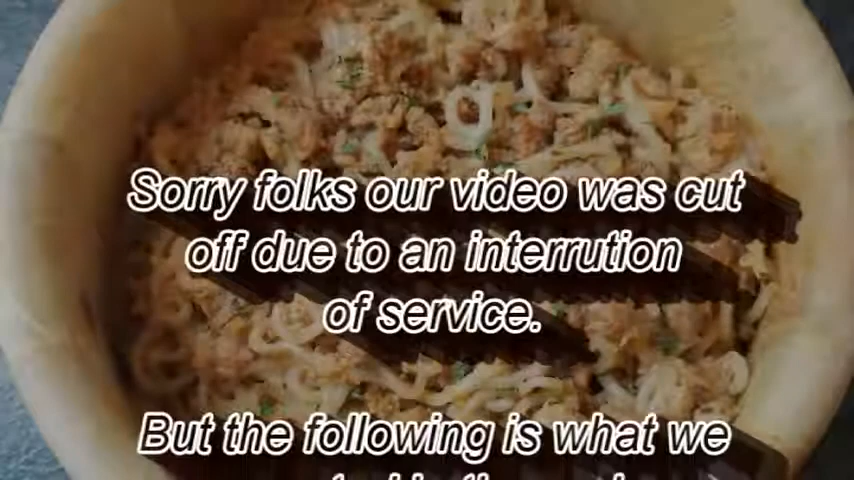 Sorry folks our video was cut
off due to an interrution
of service.
But the following is what we